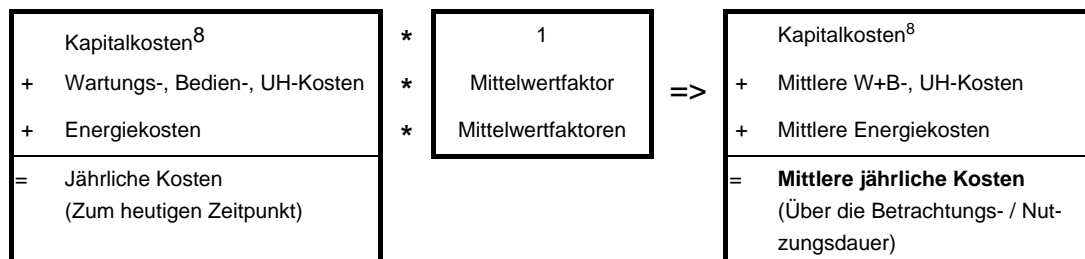 Kapitalkosten8 * 1 Kapitalkosten8
+ Wartungs-, Bedien-, UH-Kosten * Mittelwertfaktor => + Mittlere W+B-, UH-Kosten
+ Energiekosten * Mittelwertfaktoren + Mittlere Energiekosten
= Jährliche Kosten = Mittlere jährliche Kosten
(Zum heutigen Zeitpunkt) (Über die Betrachtungs- / Nut-
zungsdauer)